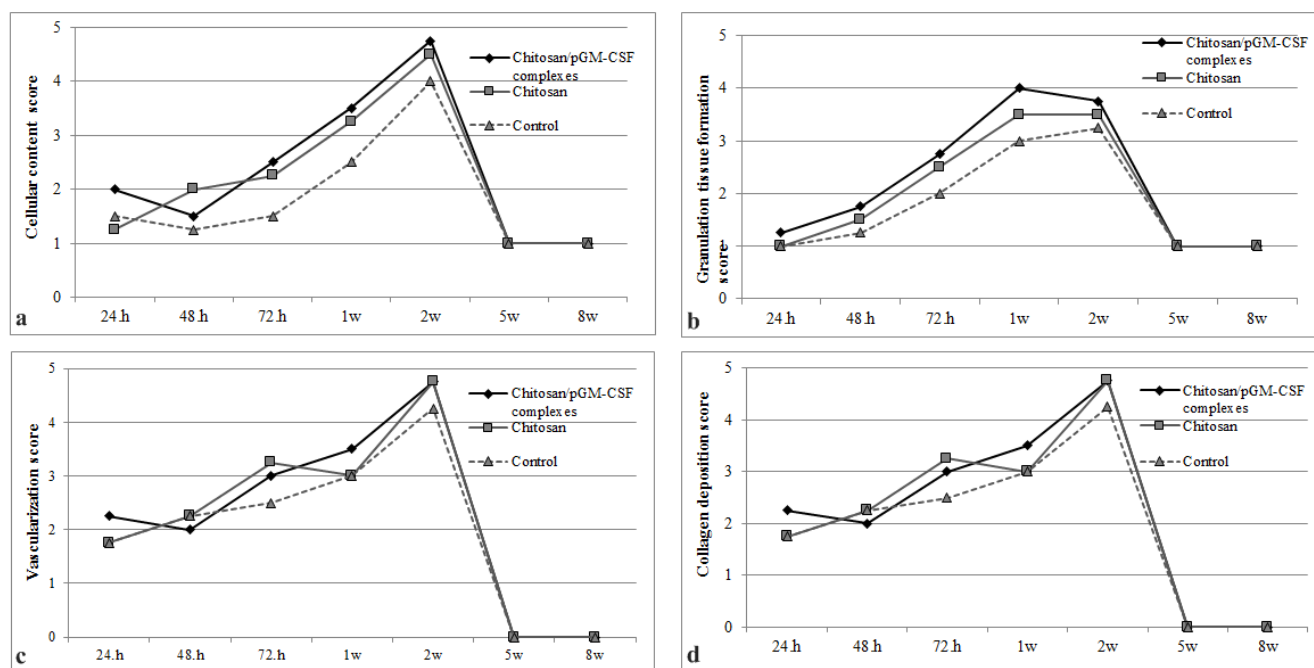 5
4
3
2
1
0
Cellular content score
Chitosan/pGM-CSF
complexes
Chitosan
Control
24.h 48.h 72.h 1w 2w 5w 8w
a
5
4
3
2
1
0
Granulation tissue formation
score
Chitosan/pGM-CSF
complexes
Chitosan
Control
24.h 48.h 72.h 1w 2w 5w 8w
b
5
4
3
2
1
0
Vascularization score
Chitosan/pGM-CSF
complexes
Chitosan
Control
24.h 48.h 72.h 1w 2w 5w 8w
c
5
4
3
2
1
0
Collagen deposition score
Chitosan/pGM-CSF
complexes
Chitosan
Control
24.h 48.h 72.h 1w 2w 5w 8w
d